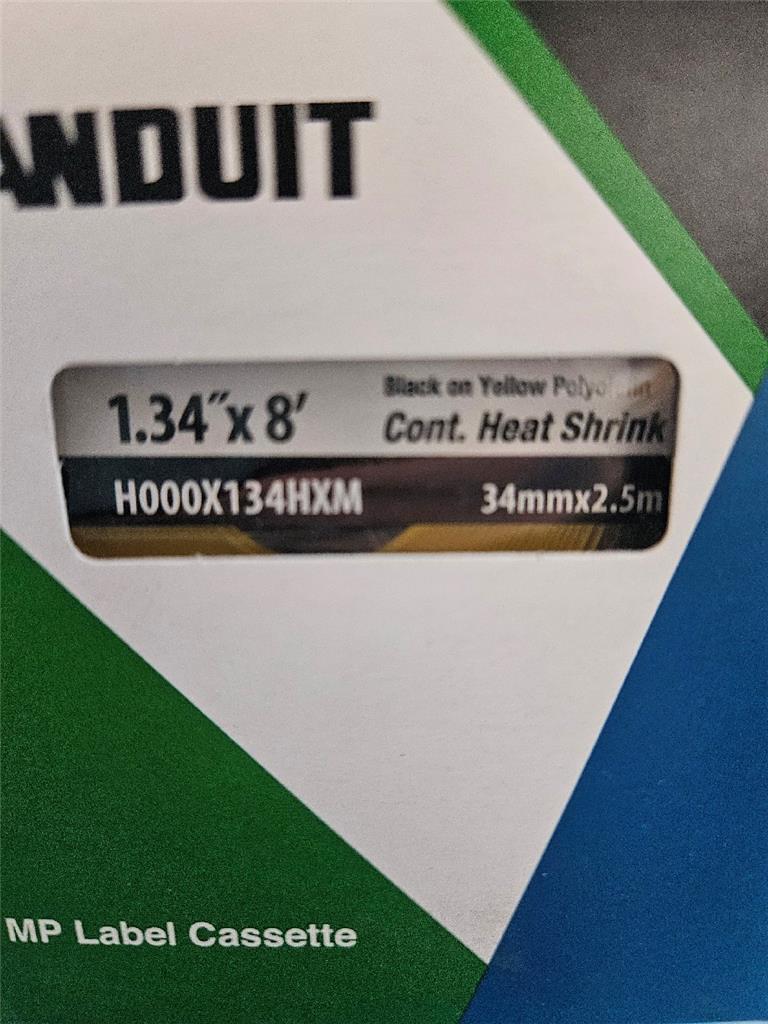 ANDUIT
1.34″x 8′
Black on Yellow
Cont. Heat Shrink
H000X134HXM
34mmx2.5m
MP Label Cassette